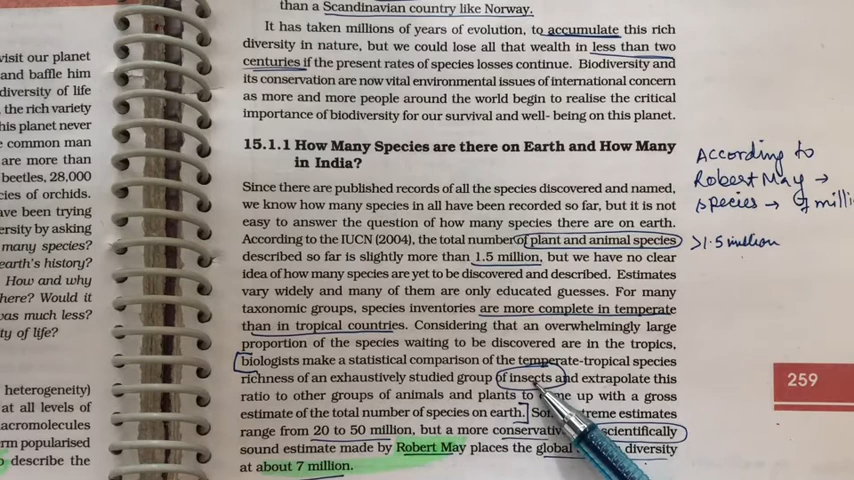 visit our planet
and baffle him
diversity of life
the rich variety
his planet never
common man
are more than
beetles, 28,000
cies of orchids.
ave been trying
ersity by asking
many species?
earth's history?
How and why
here? Would it
was much less?
ty of life?
heterogeneity)
at all levels of
acromolecules
rm popularised
describe the
than a Scandinavian country like Norway.
It has taken millions of years of evolution, to accumulate this rich
diversity in nature, but we could lose all that wealth in less than two
centuries if the present rates of species losses continue. Biodiversity and
its conservation are now vital environmental issues of international concern
as more and more people around the world begin to realise the critical
importance of biodiversity for our survival and well- being on this planet.
15.1.1 How Many Species are there on Earth and How Many
in India?
Since there are published records of all the species discovered and named,
we know how many species in all have been recorded so far, but it is not
easy to answer the question of how many species there are on earth.
According to the IUCN (2004), the total number of plant and animal species
described so far is slightly more than 1.5 million, but we have no clear
idea of how many species are yet to be discovered and described. Estimates
vary widely and many of them are only educated guesses. For many
taxonomic groups, species inventories are more complete in temperate
than in tropical countries. Considering that an overwhelmingly large
proportion of the species waiting to be discovered are in the tropics,
biologists make a statistical comparison of the temperate-tropical species
richness of an exhaustively studied group of insects and extrapolate this
ratio to other groups of animals and plants to up with a gross
estimate of the total number of species on earth. estimates
range from 20 to 50 million, but a more scientifically
sound estimate made by Robert May places the global diversity
at about 7 million.
According to
Robert May →
species → 7 milli
>1.5 million
259